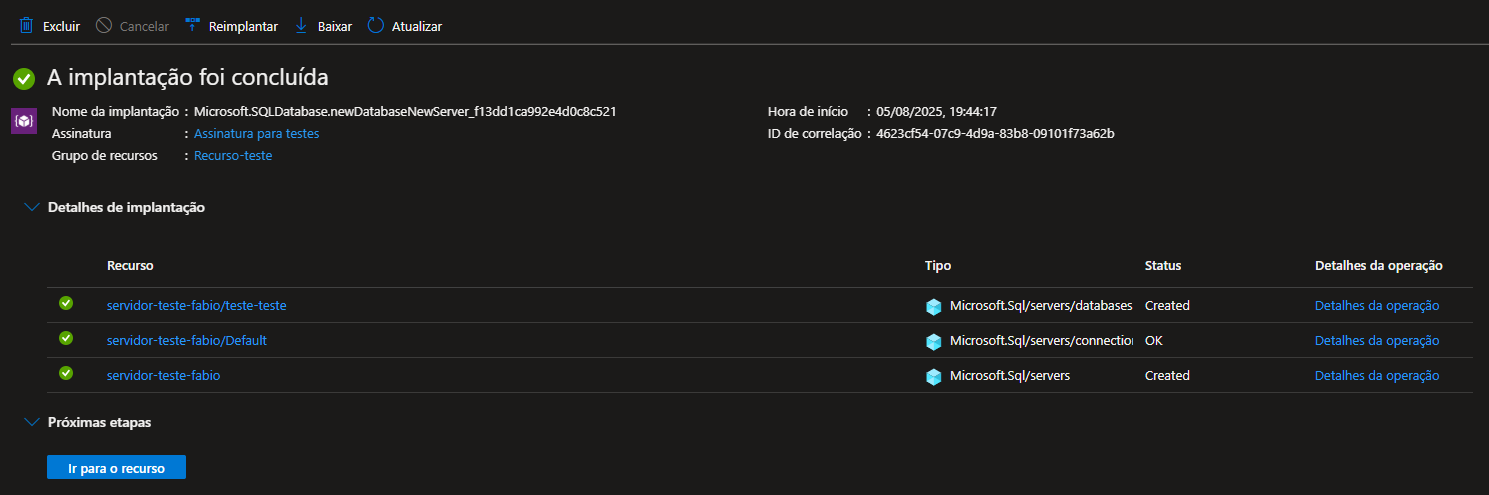 Excluir Cancelar Reimplantar Baixar Atualizar
A implantação foi concluída
Nome da implantação : Microsoft.SQLDatabase.newDatabaseNewServer_f13dd1ca992e4d0c8c521 Hora de início : 05/08/2025, 19:44:17
Assinatura : Assinatura para testes ID de correlação : 4623cf54-07c9-4d9a-83b8-09101f73a62b
Grupo de recursos : Recurso-teste
Detalhes de implantação
Recurso Tipo Status Detalhes da operação
servidor-teste-fabio/teste-teste Microsoft.Sql/servers/databases Created Detalhes da operação
servidor-teste-fabio/Default Microsoft.Sql/servers/connection OK Detalhes da operação
servidor-teste-fabio Microsoft.Sql/servers Created Detalhes da operação
Próximas etapas
Ir para o recurso